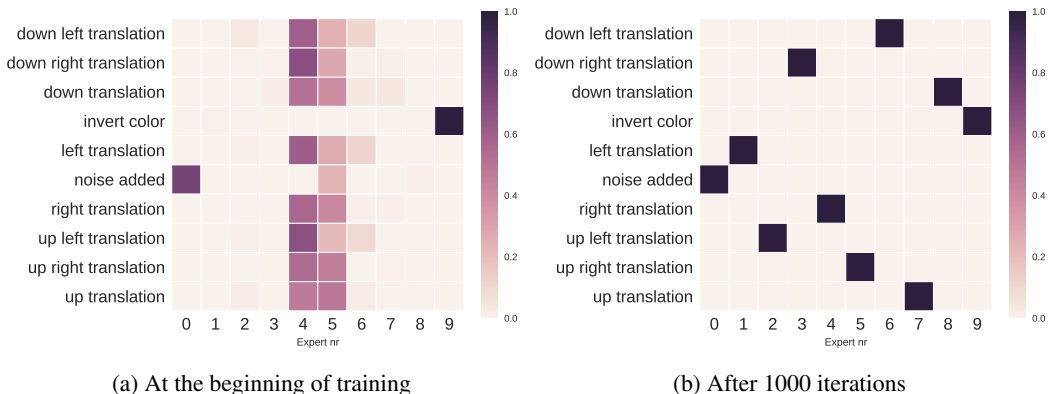 down left translation
down right translation
down translation
invert color
left translation
noise added
right translation
up left translation
up right translation
up translation
0 1 2 3 4 5 6 7 8 9
Expert nr
1.0
0.8
0.6
0.4
0.2
0.0
(a) At the beginning of training
down left translation
down right translation
down translation
invert color
left translation
noise added
right translation
up left translation
up right translation
up translation
0 1 2 3 4 5 6 7 8 9
Expert nr
1.0
0.8
0.6
0.4
0.2
0.0
(b) After 1000 iterations